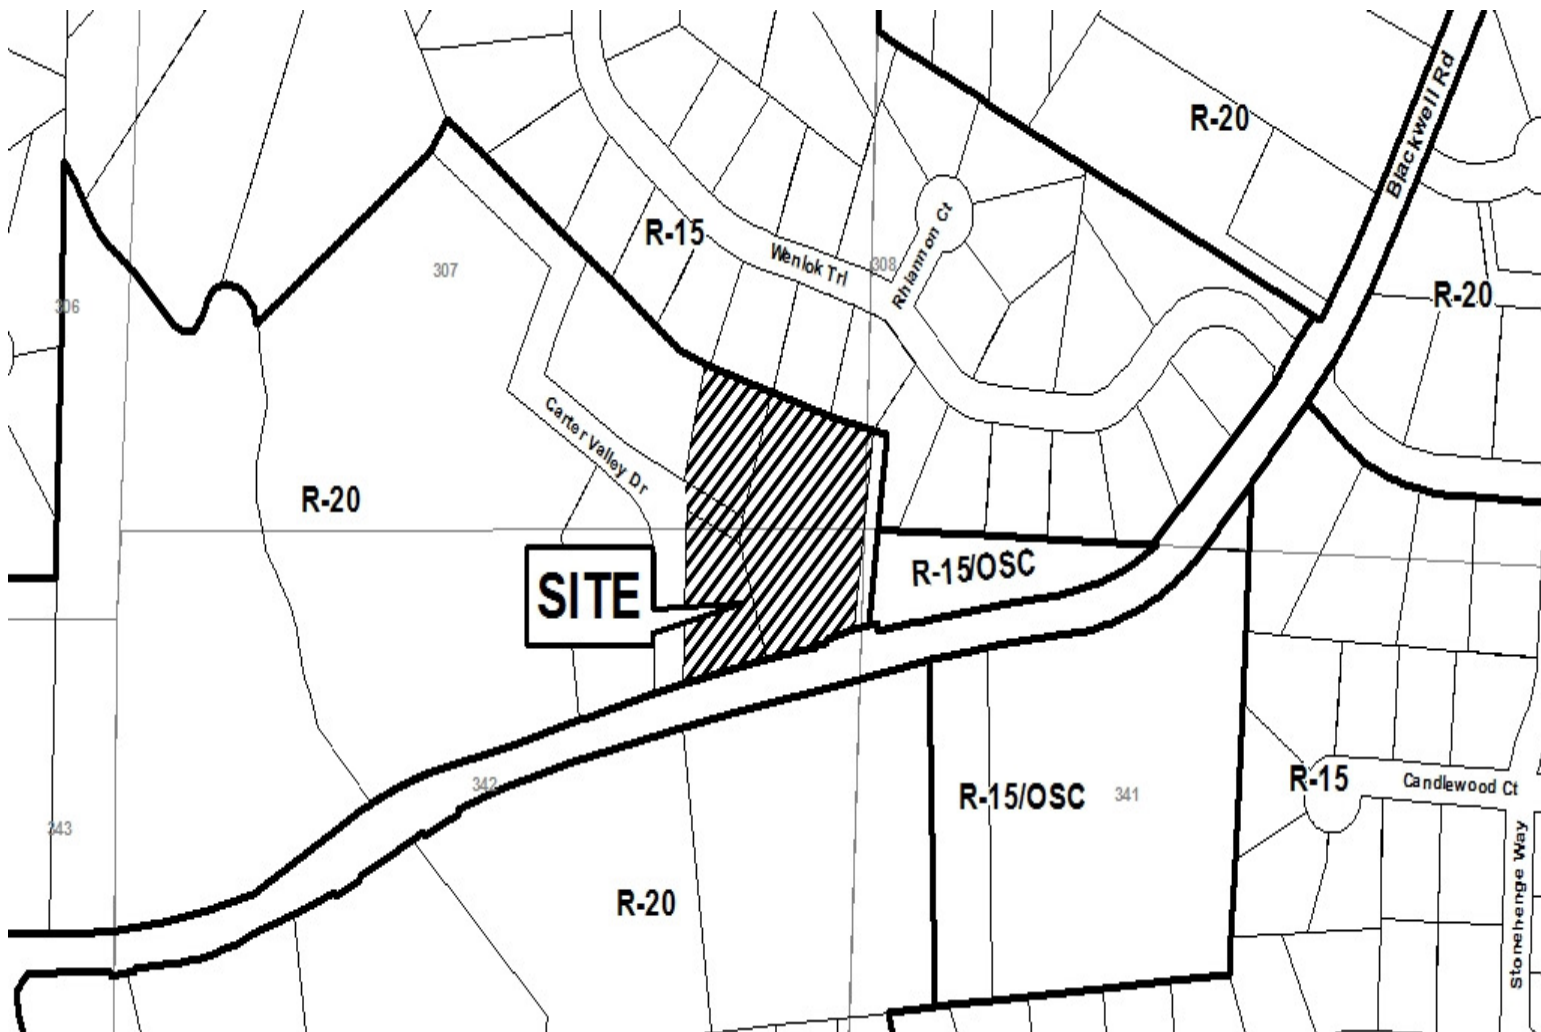 R-20
Blackwell Rd
R-15
Rhiannon Ct
Wenlok Trl
308
307
306
R-20
Carter Valley Dr
R-20
SITE
R-15/OSC
342
R-15/OSC
341
R-15
Candlewood Ct
343
Stonehenge Way
R-20